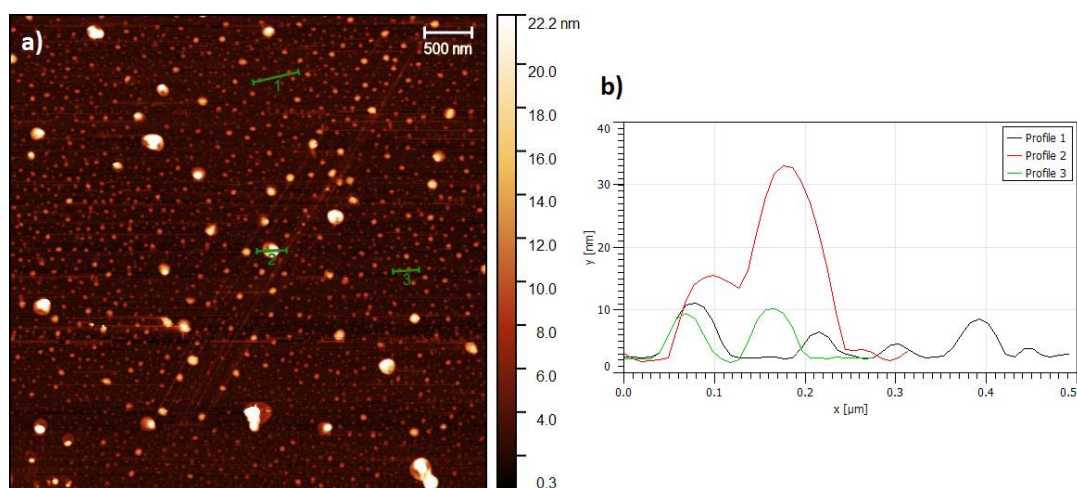 a)
500 nm
1
2
3
22.2 nm
20.0
18.0
16.0
14.0
12.0
10.0
8.0
6.0
4.0
0.3
b)
40
30
20
10
0
y [nm]
Profile 1
Profile 2
Profile 3
0.0 0.1 0.2 0.3 0.4 0.5
x [µm]